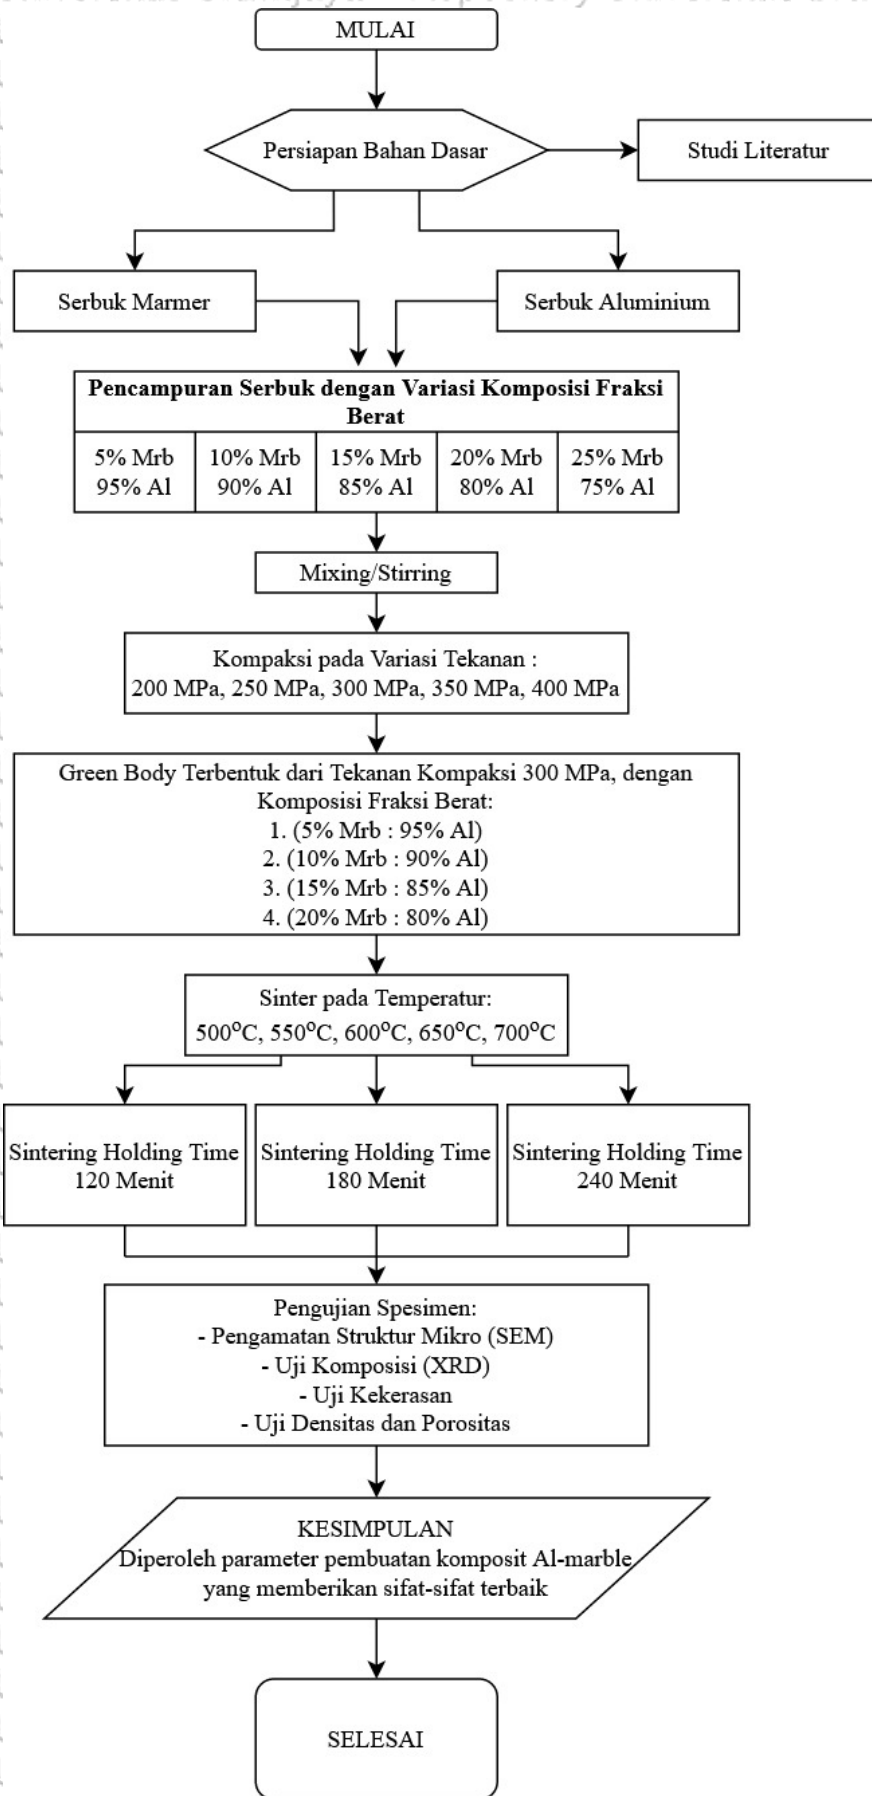 MULAI
Persiapan Bahan Dasar
Studi Literatur
Serbuk Marmer
Serbuk Aluminium
Pencampuran Serbuk dengan Variasi Komposisi Fraksi
Berat
5% Mrb
95% Al
10% Mrb
90% Al
15% Mrb
85% Al
20% Mrb
80% Al
25% Mrb
75% Al
Mixing/Stirring
Kompaksi pada Variasi Tekanan :
200 MPa, 250 MPa, 300 MPa, 350 MPa, 400 MPa
Green Body Terbentuk dari Tekanan Kompaksi 300 MPa, dengan
Komposisi Fraksi Berat:
1. (5% Mrb : 95% Al)
2. (10% Mrb : 90% Al)
3. (15% Mrb : 85% Al)
4. (20% Mrb : 80% Al)
Sinter pada Temperatur:
500°C, 550°C, 600°C, 650°C, 700°C
Sintering Holding Time
120 Menit
Sintering Holding Time
180 Menit
Sintering Holding Time
240 Menit
Pengujian Spesimen:
- Pengamatan Struktur Mikro (SEM)
- Uji Komposisi (XRD)
- Uji Kekerasan
- Uji Densitas dan Porositas
KESIMPULAN
Diperoleh parameter pembuatan komposit Al-marble
yang memberikan sifat-sifat terbaik
SELESAI